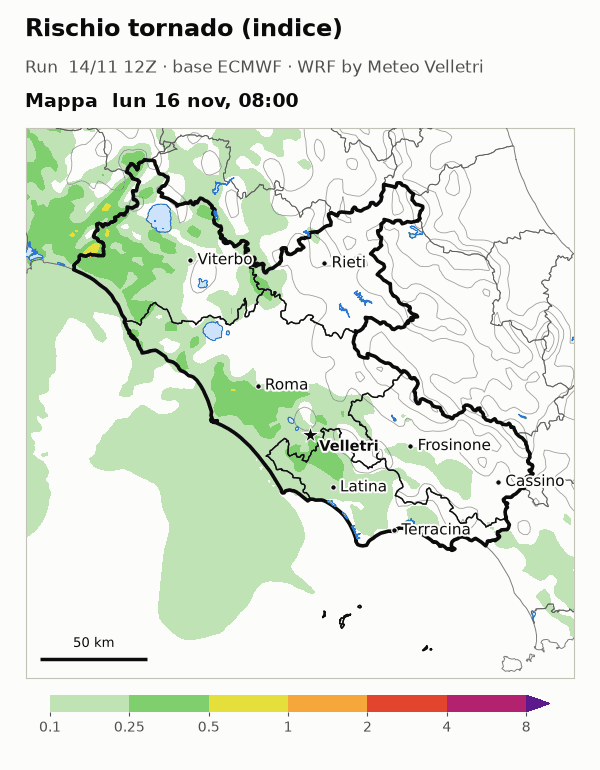 Rischio tornado (indice)
Run 14/11 12Z · base ECMWF · WRF by Meteo Velletri
Mappa lun 16 nov, 08:00
Viterbo
Rieti
Roma
Velletri
Frosinone
Latina
Cassino
Terracina
50 km
0.1 0.25 0.5 1 2 4 8